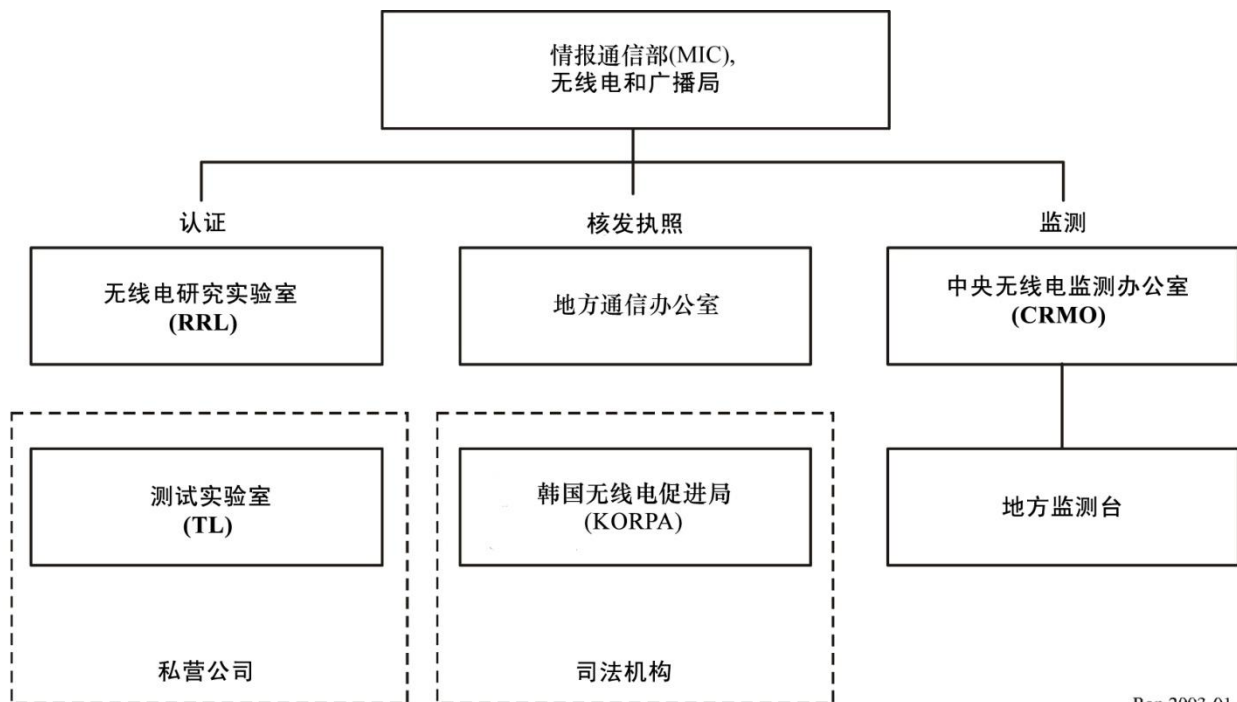 情报通信部(MIC),
无线电和广播局
认证
核发执照
监测
无线电研究实验室
(RRL)
地方通信办公室
中央无线电监测办公室
(CRMO)
测试实验室
(TL)
韩国无线电促进局
(KORPA)
地方监测台
私营公司
司法机构